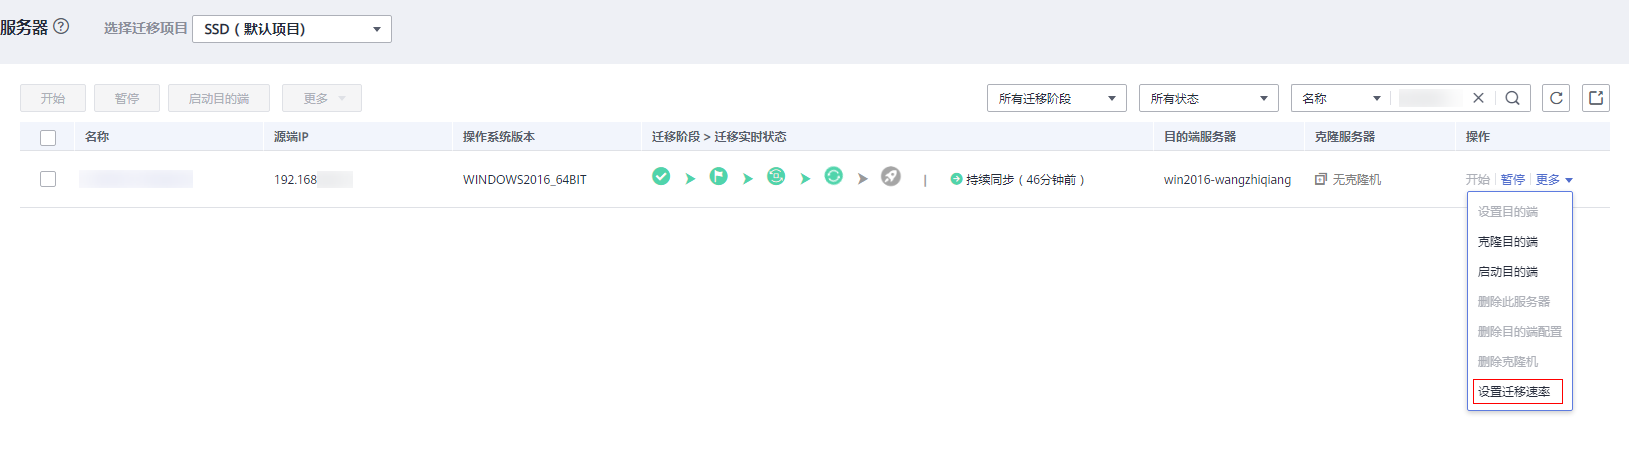 服务器 选择迁移项目 SSD ( 默认项目)
开始 暂停 启动目的端 更多 所有迁移阶段 所有状态 名称
名称 源端IP 操作系统版本 迁移阶段 > 迁移实时状态 目的端服务器 克隆服务器 操作
192.168 WINDOWS2016_64BIT | 持续同步 ( 46分钟前 ) win2016-wangzhiqiang 无克隆机 开始 暂停 更多
设置目的端
克隆目的端
启动目的端
删除此服务器
删除目的端配置
删除克隆机
设置迁移速率